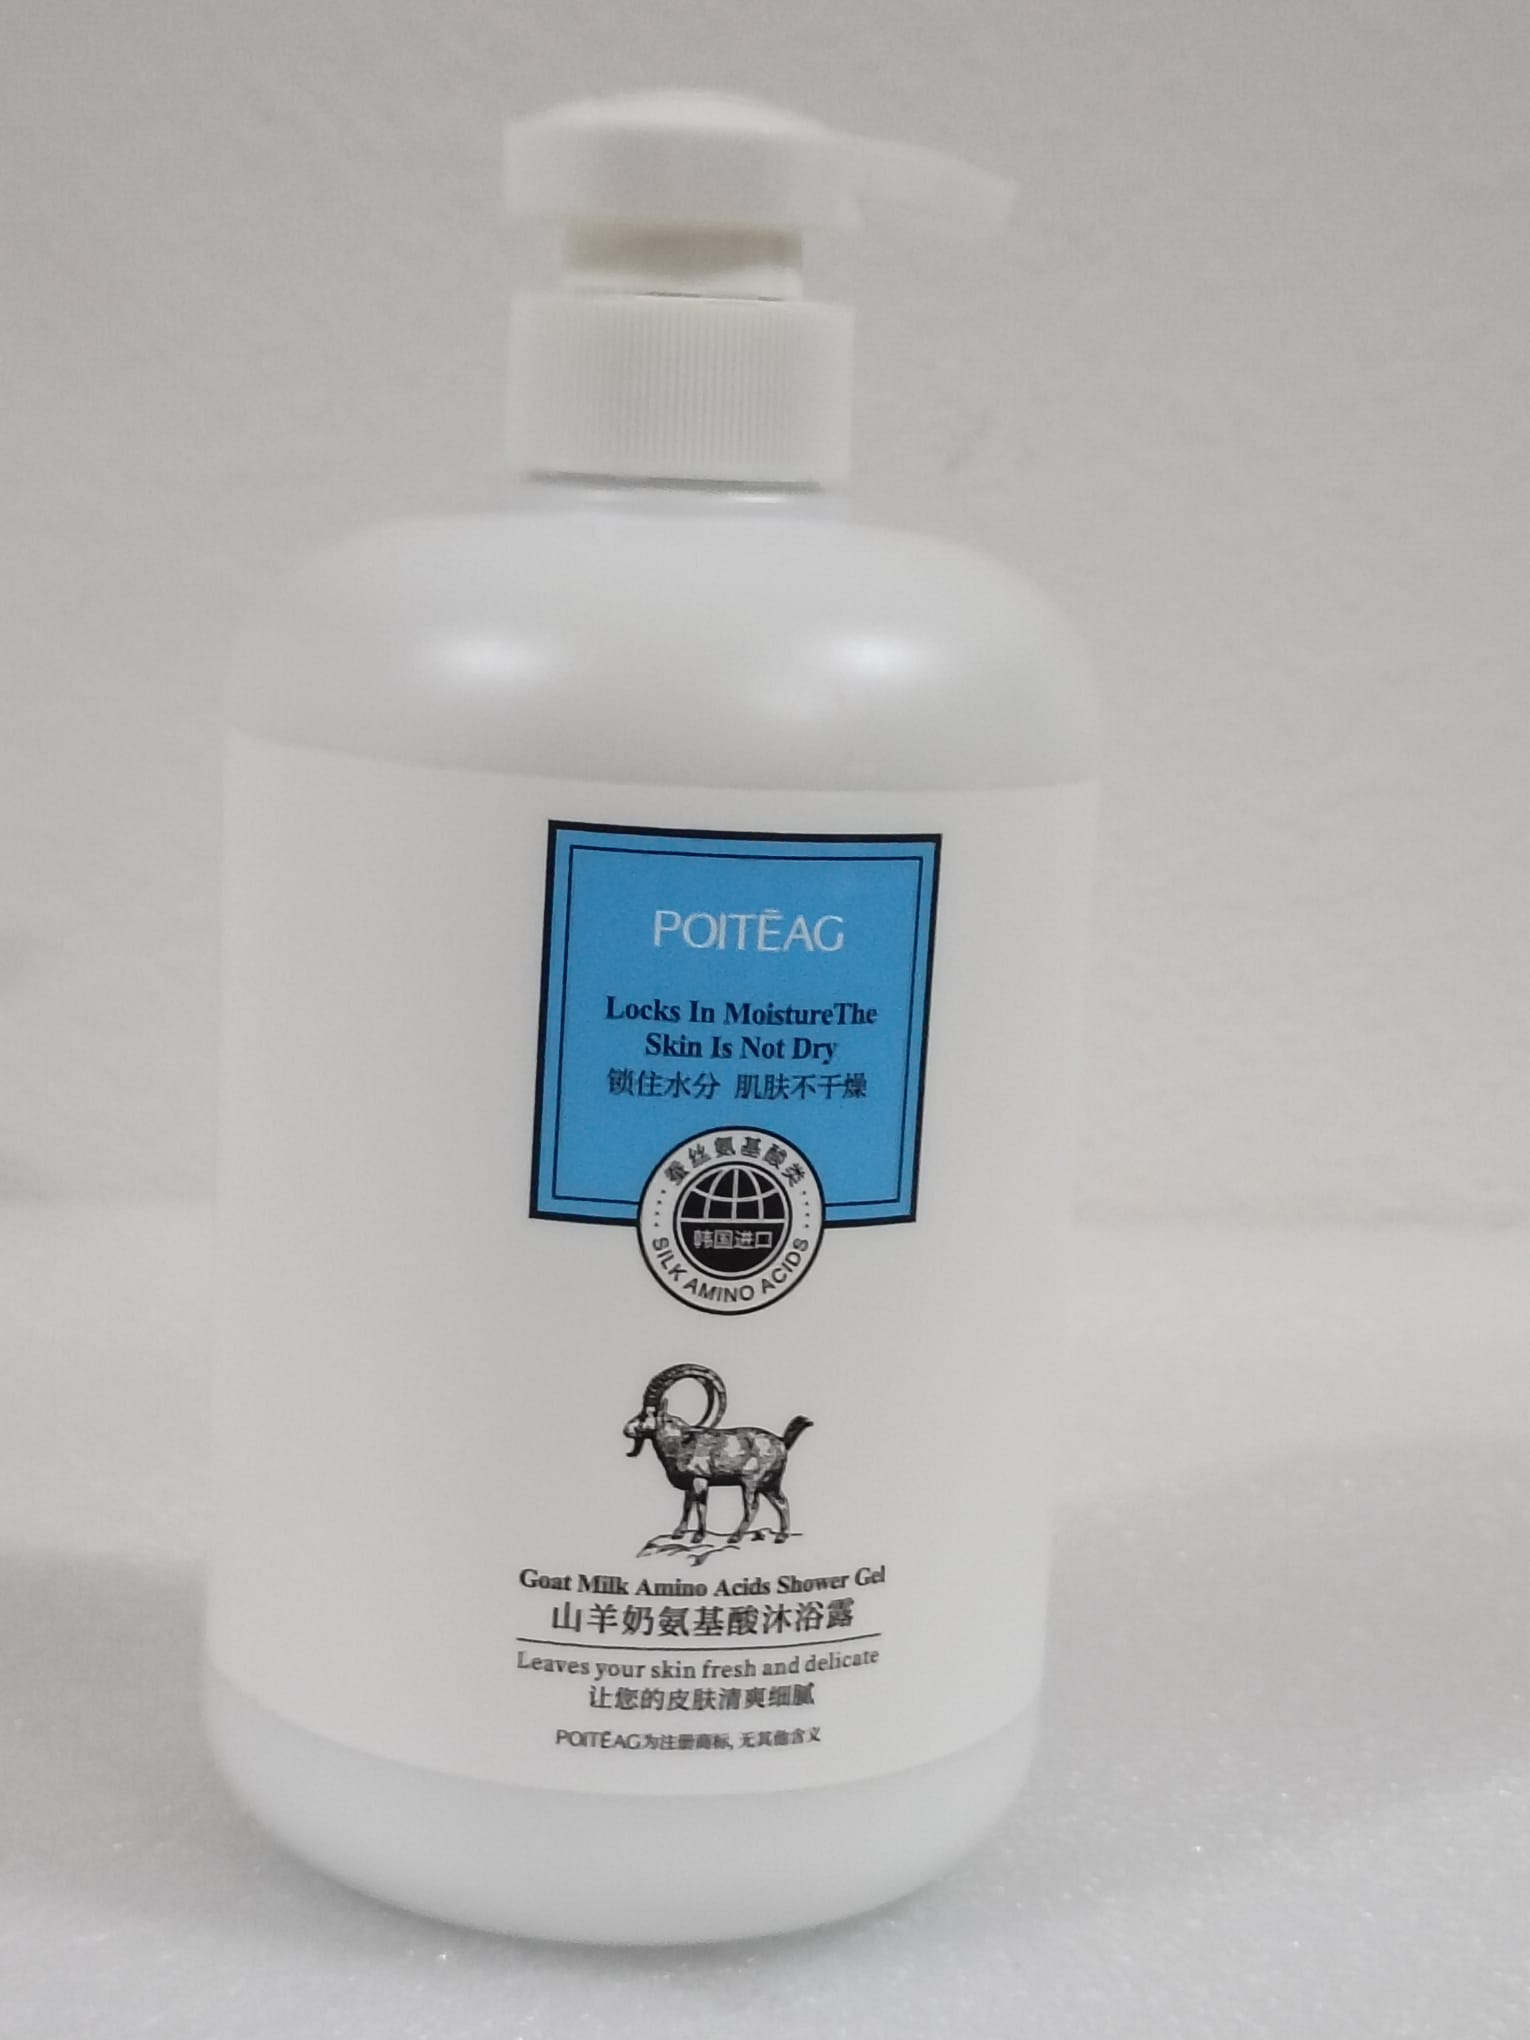 POITĒAG
Locks In MoistureThe
Skin Is Not Dry
锁住水分 肌肤不干燥
蚕丝氨基酸类
韩国进口
SILK AMINO ACIDS
Goat Milk Amino Acids Shower Gel
山羊奶氨基酸沐浴露
Leaves your skin fresh and delicate
让您的皮肤清爽细腻
POITĒAG为注册商标, 无其他含义